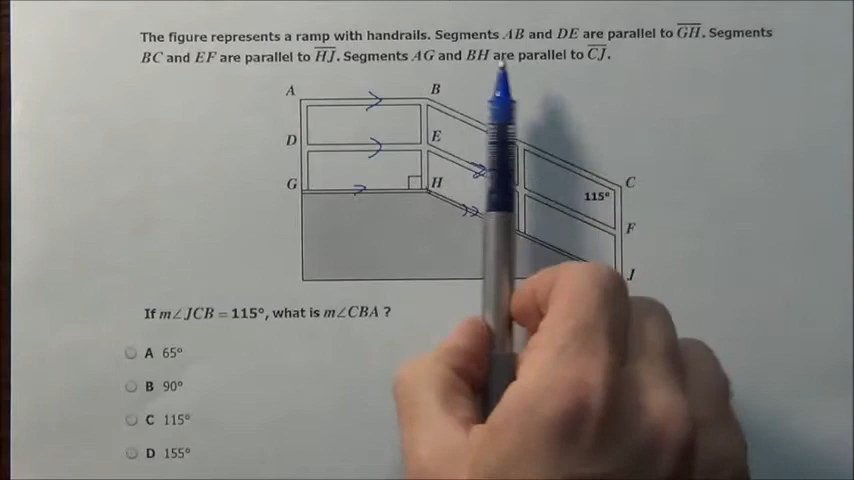 The figure represents a ramp with handrails. Segments AB and DE are parallel to GH. Segments
BC and EF are parallel to HJ. Segments AG and BH are parallel to CJ.
A B
D E
G H C
115°
F
J
If m∠JCB = 115°, what is m∠CBA ?
A 65°
B 90°
C 115°
D 155°